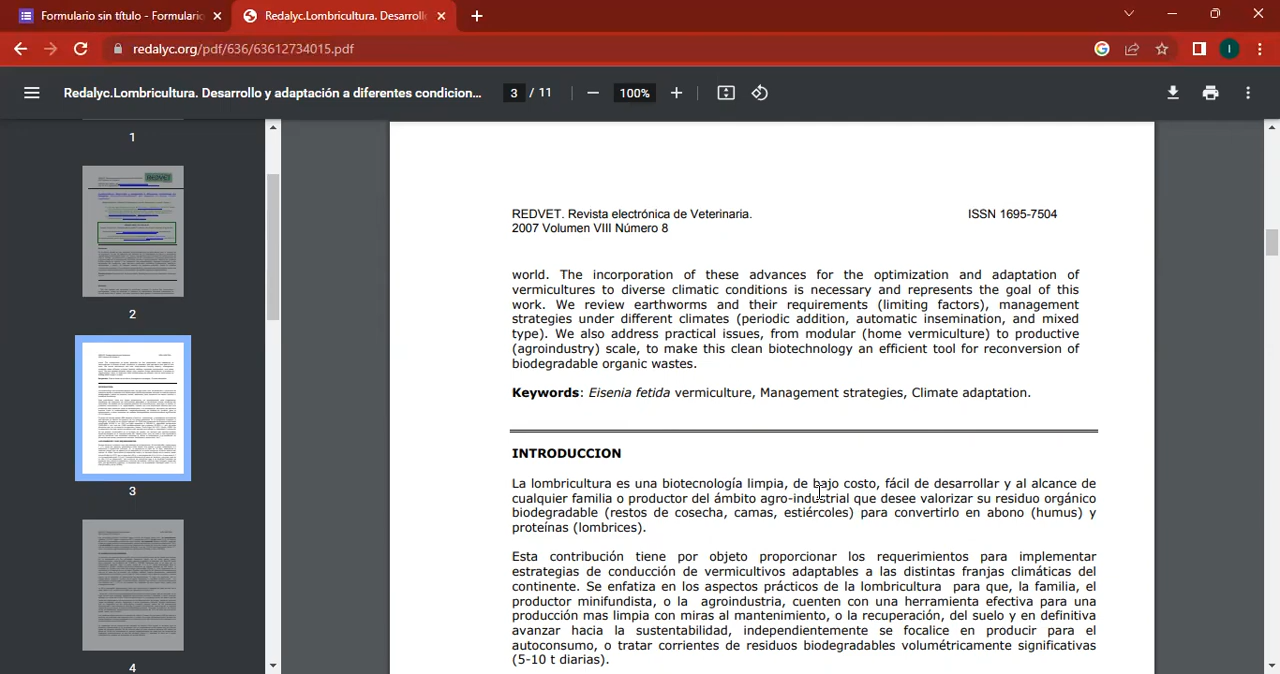 Formulario sin título - Formulario
Redalyc.Lombricultura. Desarroll
redalyc.org/pdf/636/63612734015.pdf
I
Redalyc.Lombricultura. Desarrollo y adaptación a diferentes condicion...
3 / 11
100%
1
2
3
4
REDVET. Revista electrónica de Veterinaria.
ISSN 1695-7504
2007 Volumen VIII Número 8
world. The incorporation of these advances for the optimization and adaptation of
vermicultures to diverse climatic conditions is necessary and represents the goal of this
work. We review earthworms and their requirements (limiting factors), management
strategies under different climates (periodic addition, automatic insemination, and mixed
type). We also address practical issues, from modular (home vermiculture) to productive
(agroindustry) scale, to make this clean biotechnology an efficient tool for reconversion of
biodegradable organic wastes.
Keywords: Eisenia fetida vermiculture, Management strategies, Climate adaptation.
INTRODUCCION
La lombricultura es una biotecnología limpia, de bajo costo, fácil de desarrollar y al alcance de
cualquier familia o productor del ámbito agro-industrial que desee valorizar su residuo orgánico
biodegradable (restos de cosecha, camas, estiércoles) para convertirlo en abono (humus) y
proteínas (lombrices).
Esta contribución tiene por objeto proporcionar los requerimientos para implementar
estrategias de conducción de vermicultivos adaptables a las distintas franjas climáticas del
continente. Se enfatiza en los aspectos prácticos de la lombricultura para que, la familia, el
productor minifundista, o la agroindustria, cuenten con una herramienta efectiva para una
producción mas limpia con miras al mantenimiento, o la recuperación, del suelo y en definitiva
avanzar hacia la sustentabilidad, independientemente se focalice en producir para el
autoconsumo, o tratar corrientes de residuos biodegradables volumétricamente significativas
(5-10 t diarias).